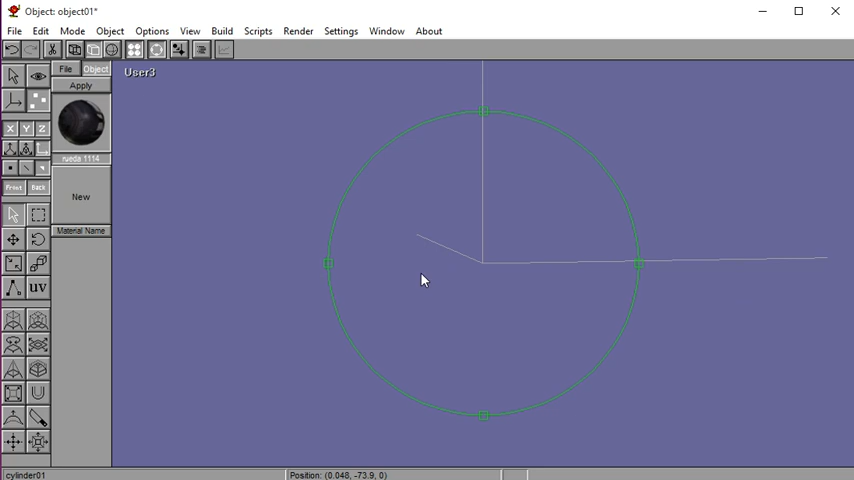 Object: object01*
File Edit Mode Object Options View Build Scripts Render Settings Window About
File Object
Apply
User3
X Y Z
rueda 1114
Front Back
New
Material Name
uv
cylinder01 Position: (0.048, -73.9, 0)